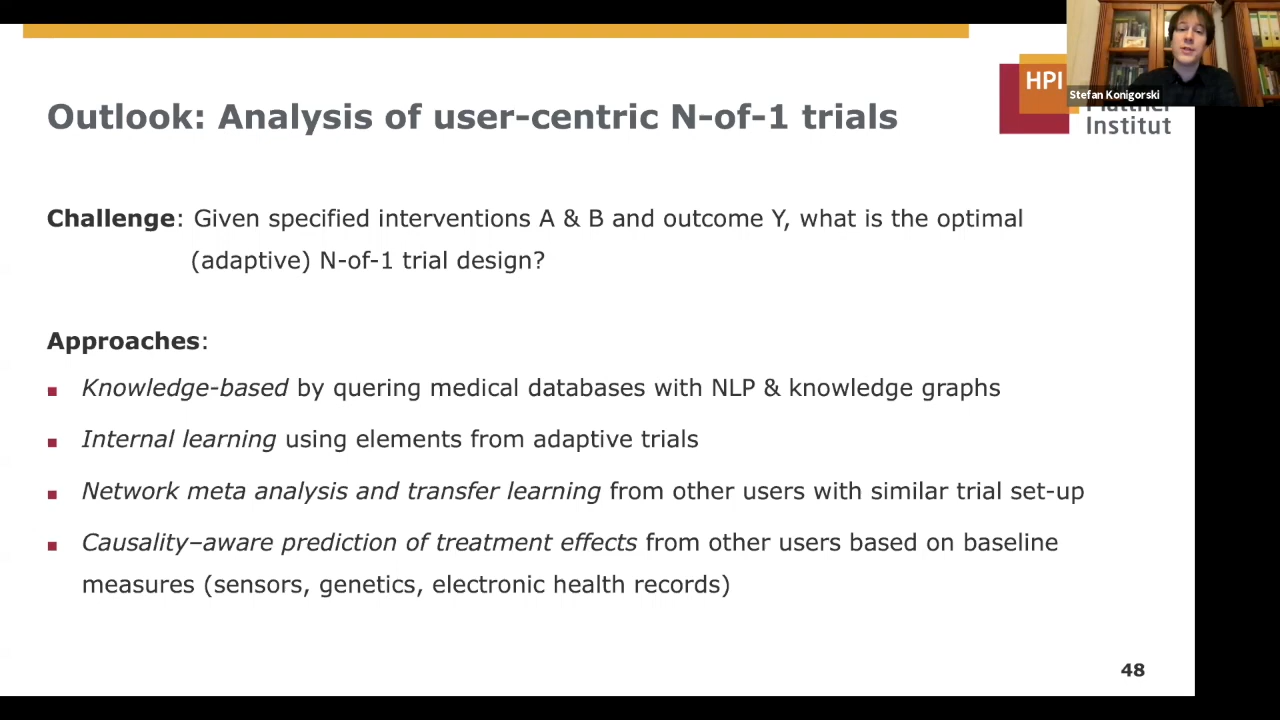 HPI
Stefan Konigorski
Institut
Outlook: Analysis of user-centric N-of-1 trials
Challenge: Given specified interventions A & B and outcome Y, what is the optimal
(adaptive) N-of-1 trial design?
Approaches:
Knowledge-based by quering medical databases with NLP & knowledge graphs
Internal learning using elements from adaptive trials
Network meta analysis and transfer learning from other users with similar trial set-up
Causality–aware prediction of treatment effects from other users based on baseline
measures (sensors, genetics, electronic health records)
48